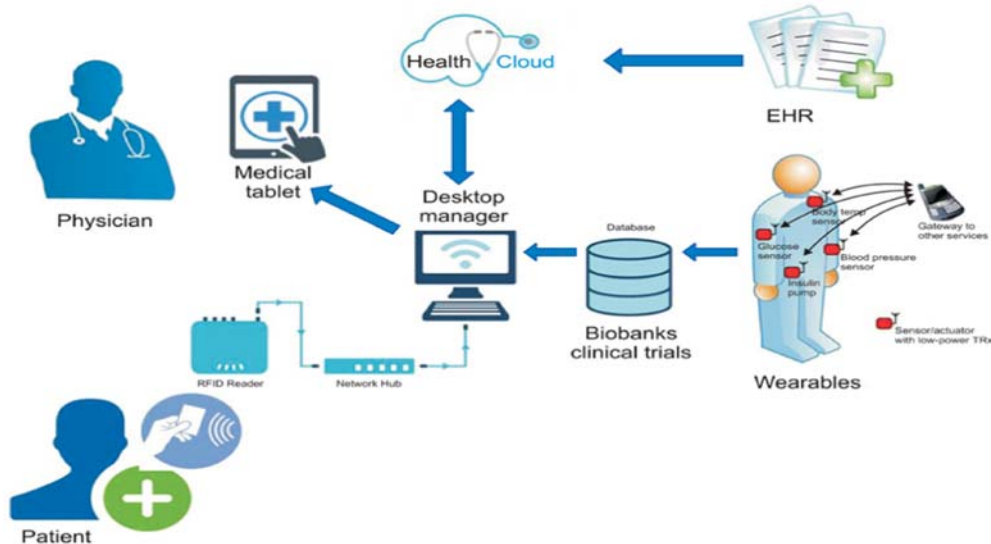 Health Cloud
EHR
Medical
tablet
Physician
Desktop
manager
Database
Body temp
sensor
Glucose
sensor
Blood pressure
sensor
Insulin
pump
Gateway to
other services
Sensor/actuator
with low-power TRx
Biobanks
clinical trials
Wearables
RFID Reader
Network Hub
Patient